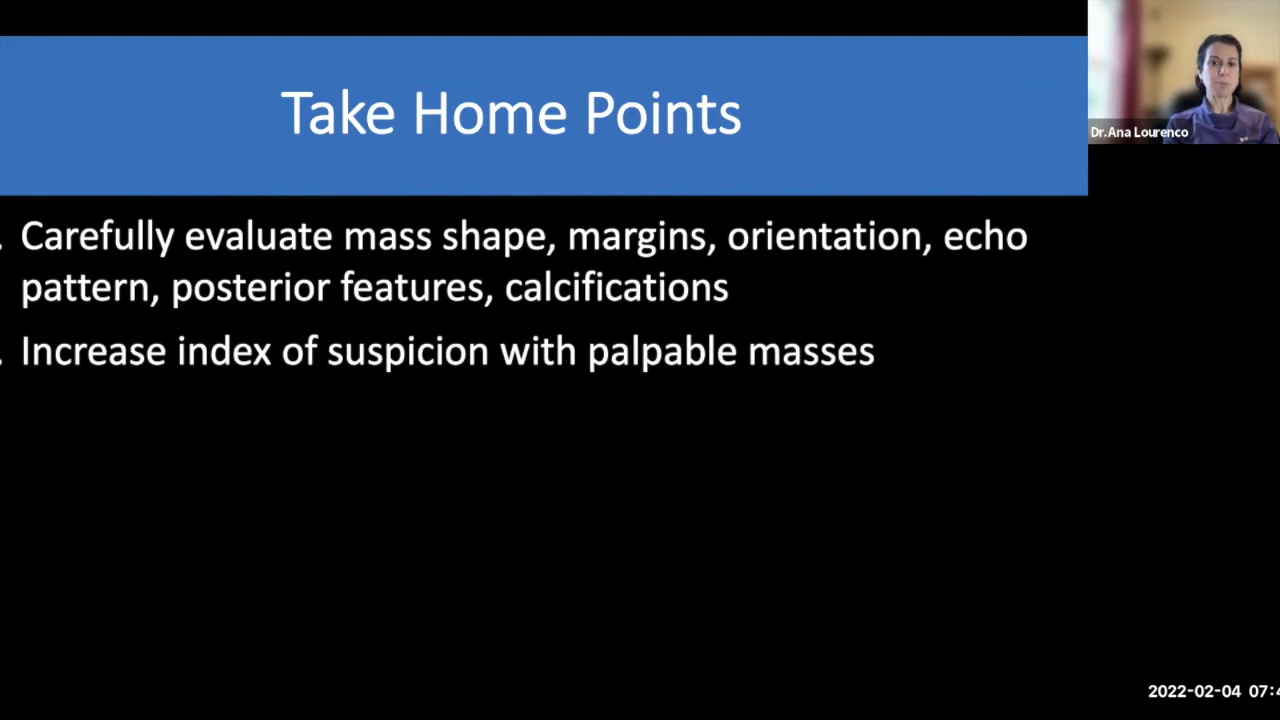 Take Home Points
Dr. Ana Lourenco
. Carefully evaluate mass shape, margins, orientation, echo
pattern, posterior features, calcifications
. Increase index of suspicion with palpable masses
2022-02-04 07:4